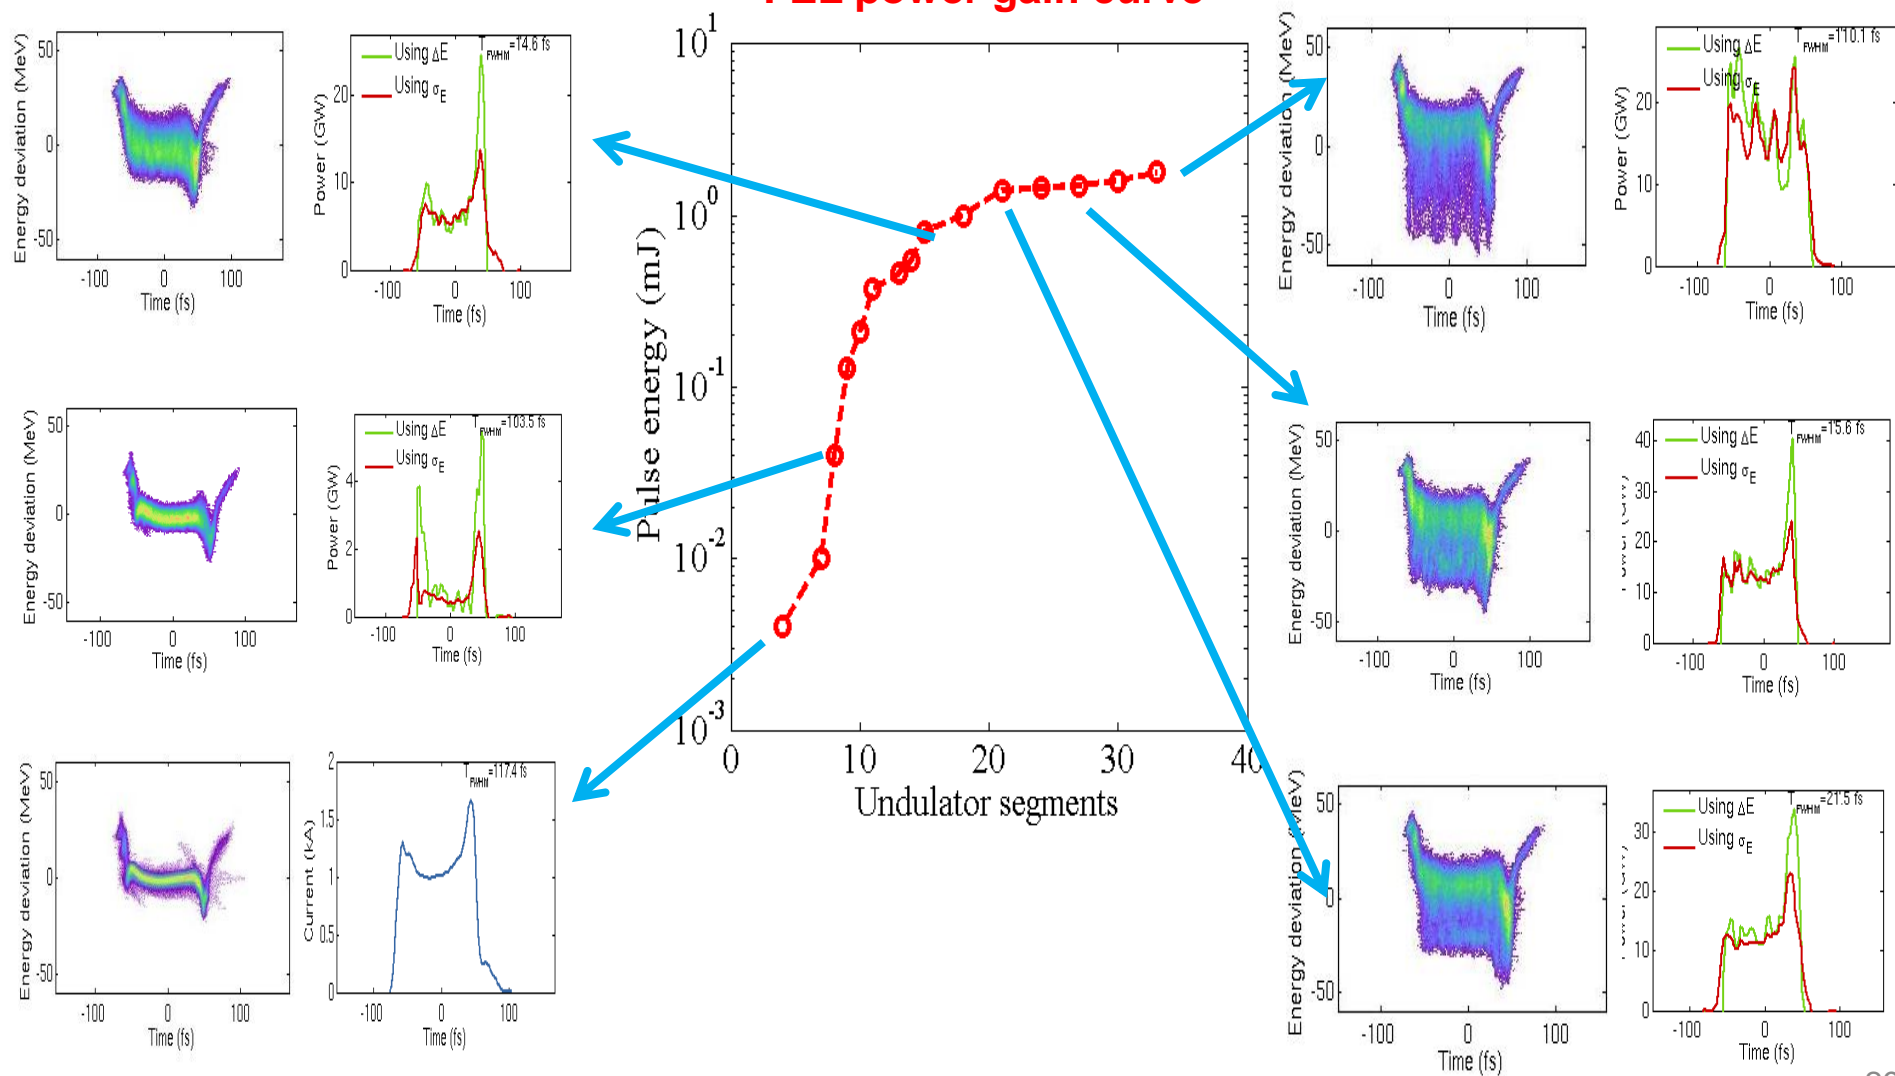 FEL power gain curve
Energy deviation (MeV)
50
0
-50
-100 0 100
Time (fs)
Power (GW)
20
10
0
Using ΔE
Using σE
TFWHM=14.6 fs
-100 0 100
Time (fs)
Energy deviation (MeV)
50
0
-50
-100 0 100
Time (fs)
Power (GW)
4
2
0
Using ΔE
Using σE
TFWHM=103.5 fs
-100 0 100
Time (fs)
Energy deviation (MeV)
50
0
-50
-100 0 100
Time (fs)
Current (kA)
2
1.5
1
0.5
0
TFWHM=117.4 fs
-100 0 100
Time (fs)
Pulse energy (mJ)
10^1
10^0
10^-1
10^-2
10^-3
0 10 20 30 40
Undulator segments
Energy deviation (MeV)
50
0
-50
-100 0 100
Time (fs)
Power (GW)
20
10
0
Using ΔE
Using σE
TFWHM=110.1 fs
-100 0 100
Time (fs)
Energy deviation (MeV)
50
0
-50
-100 0 100
Time (fs)
Power (GW)
40
30
20
10
0
Using ΔE
Using σE
TFWHM=15.6 fs
-100 0 100
Time (fs)
Energy deviation (MeV)
50
0
-50
-100 0 100
Time (fs)
Power (GW)
30
20
10
0
Using ΔE
Using σE
TFWHM=21.5 fs
-100 0 100
Time (fs)